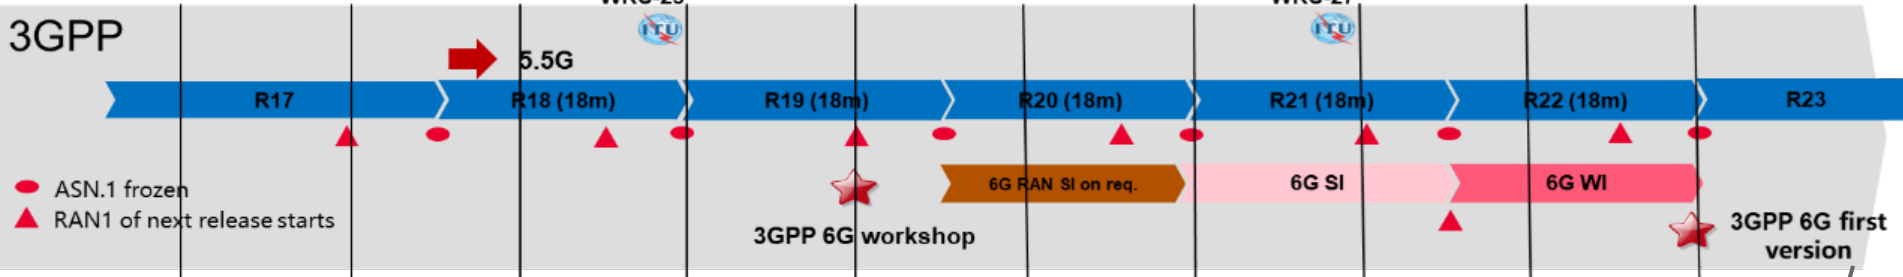 3GPP
ITU
ITU
5.5G
R17
R18 (18m)
R19 (18m)
R20 (18m)
R21 (18m)
R22 (18m)
R23
6G RAN SI on req.
6G SI
6G WI
ASN.1 frozen
RAN1 of next release starts
3GPP 6G workshop
3GPP 6G first
version